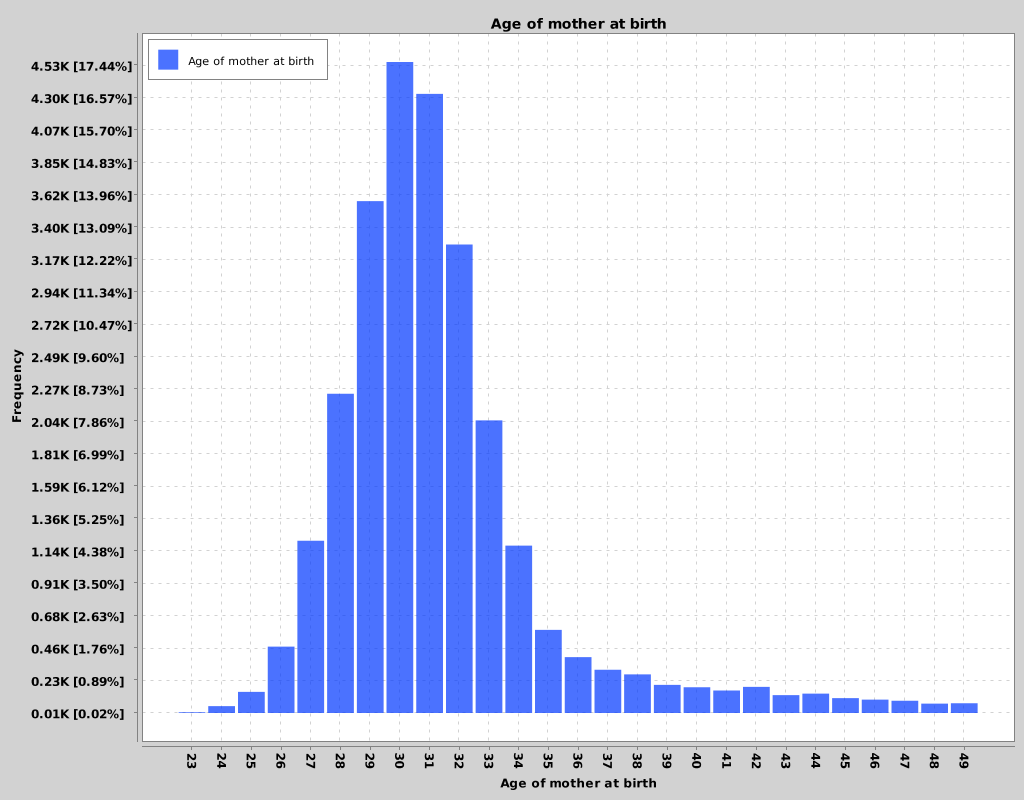 Age of mother at birth
Age of mother at birth
4.53K [17.44%]
4.30K [16.57%]
4.07K [15.70%]
3.85K [14.83%]
3.62K [13.96%]
3.40K [13.09%]
3.17K [12.22%]
2.94K [11.34%]
2.72K [10.47%]
2.49K [9.60%]
2.27K [8.73%]
2.04K [7.86%]
1.81K [6.99%]
1.59K [6.12%]
1.36K [5.25%]
1.14K [4.38%]
0.91K [3.50%]
0.68K [2.63%]
0.46K [1.76%]
0.23K [0.89%]
0.01K [0.02%]
Frequency
23 24 25 26 27 28 29 30 31 32 33 34 35 36 37 38 39 40 41 42 43 44 45 46 47 48 49
Age of mother at birth